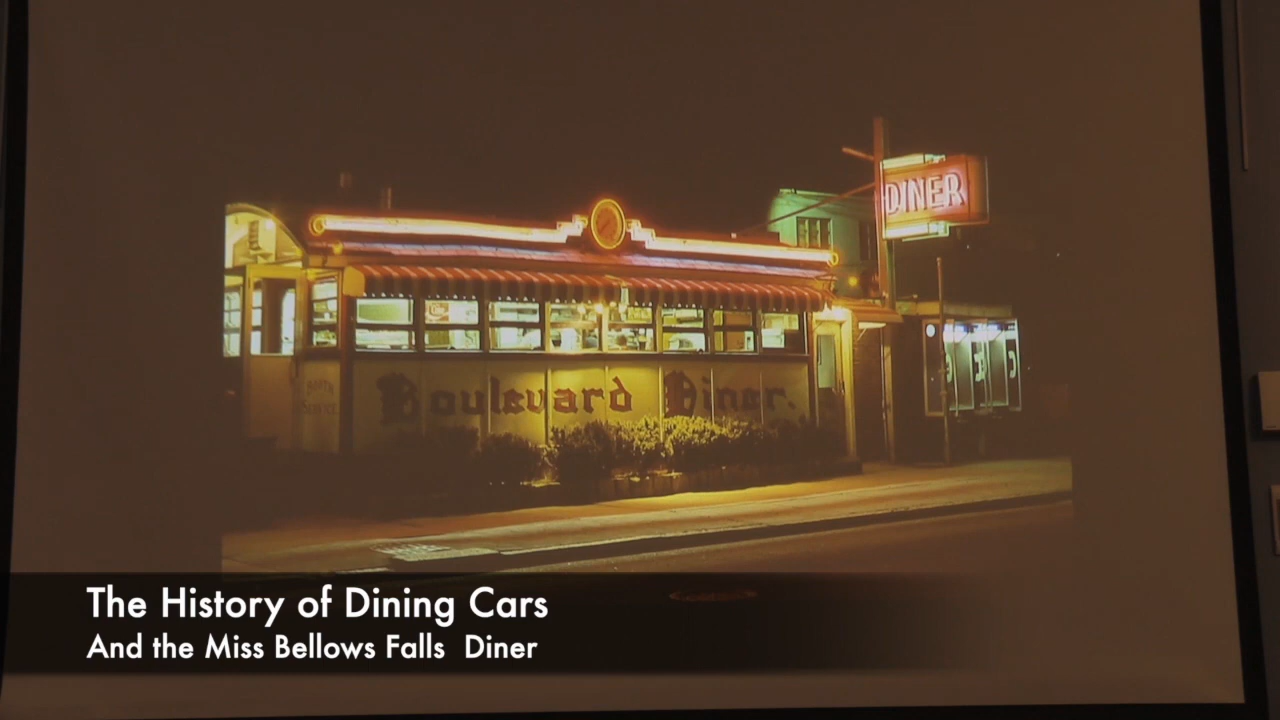 DINER
Boulevard Diner.
The History of Dining Cars
And the Miss Bellows Falls Diner